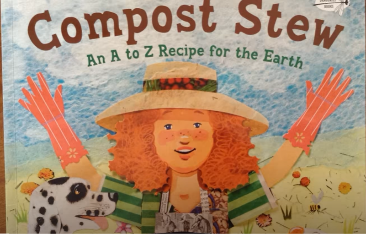 Compost Stew
An A to Z Recipe for the Earth